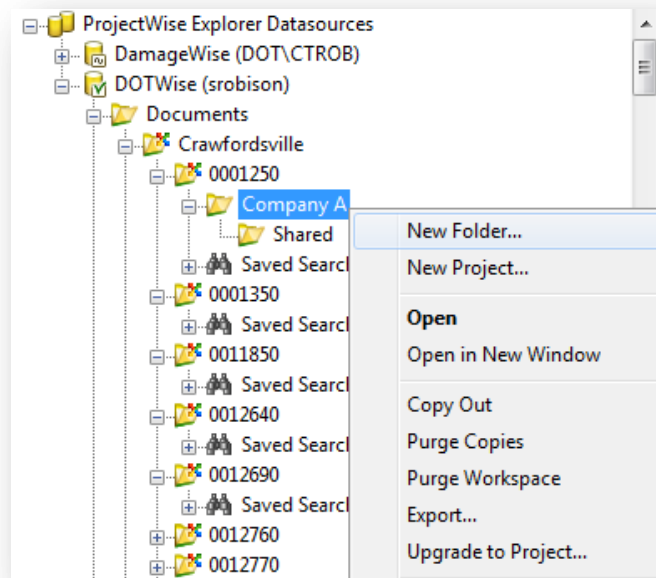 ProjectWise Explorer Datasources
DamageWise (DOT\CTROB)
DOTWise (srobison)
Documents
Crawfordsville
0001250
Company A
Shared
Saved Searcl
0001350
Saved Searcl
0011850
Saved Searcl
0012640
Saved Searcl
0012690
Saved Searcl
0012760
0012770
New Folder...
New Project...
Open
Open in New Window
Copy Out
Purge Copies
Purge Workspace
Export...
Upgrade to Project...